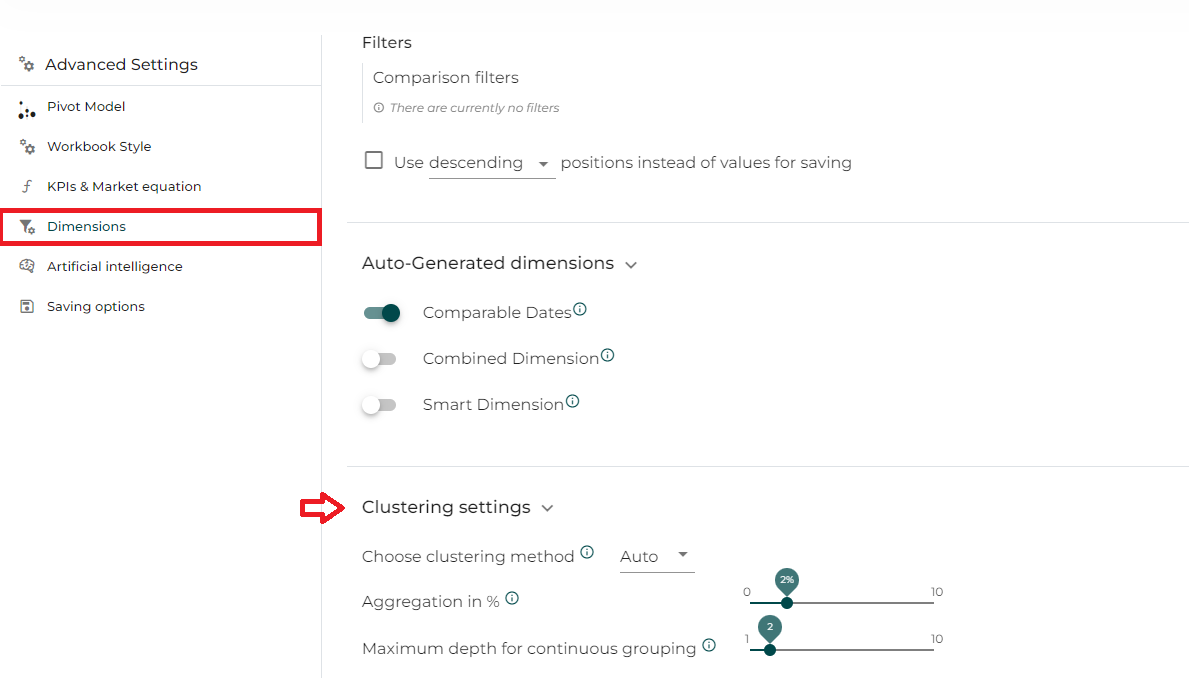 Advanced Settings
Pivot Model
Workbook Style
KPIs & Market equation
Dimensions
Artificial intelligence
Saving options
Filters
Comparison filters
There are currently no filters
Use descending positions instead of values for saving
Auto-Generated dimensions
Comparable Dates
Combined Dimension
Smart Dimension
Clustering settings
Choose clustering method Auto
Aggregation in % 0 2% 10
Maximum depth for continuous grouping 1 2 10